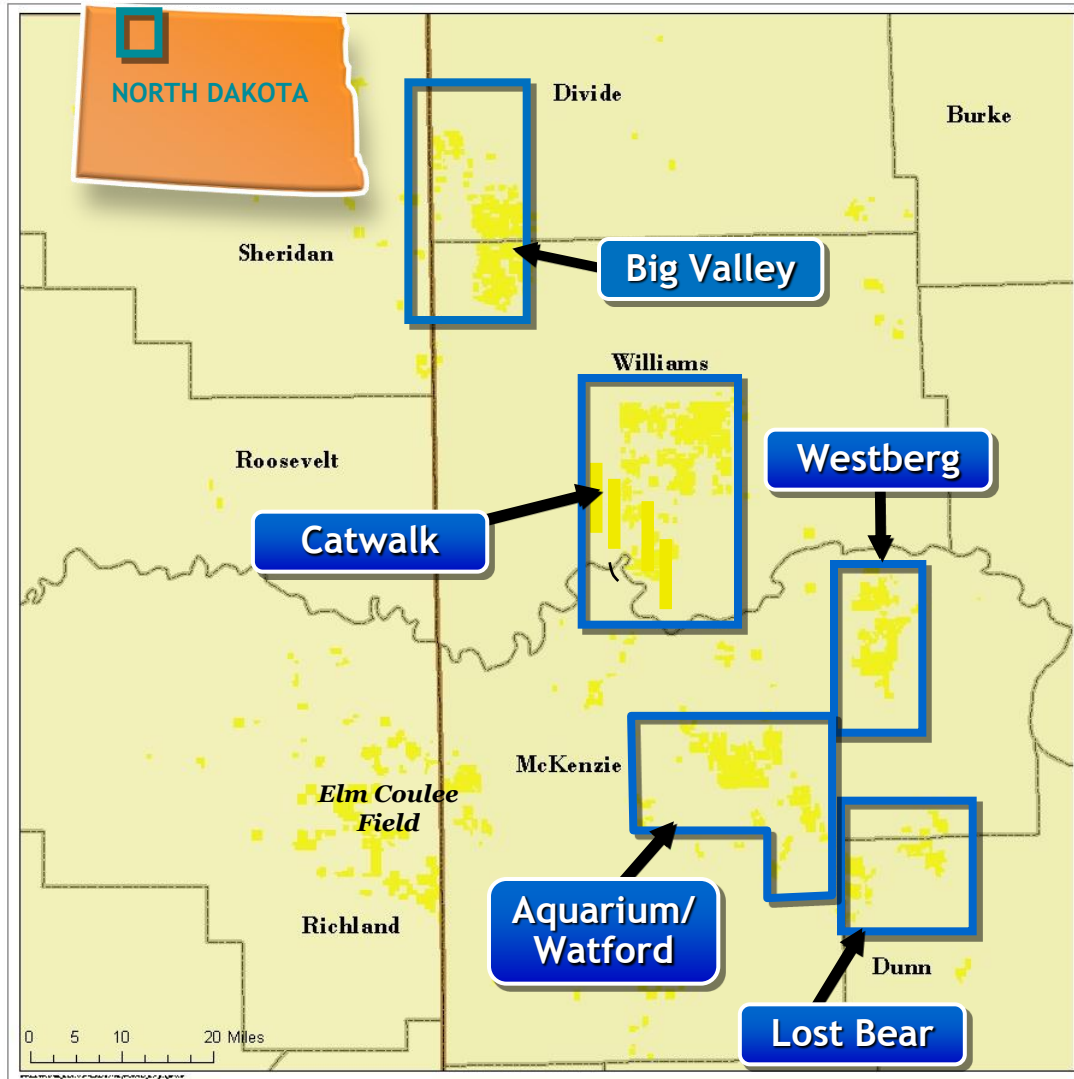 NORTH DAKOTA
Divide
Burke
Sheridan
Big Valley
Williams
Roosevelt
Westberg
Catwalk
McKenzie
Elm Coulee
Field
Aquarium/
Watford
Richland
Dunn
Lost Bear
0 5 10 20 Miles